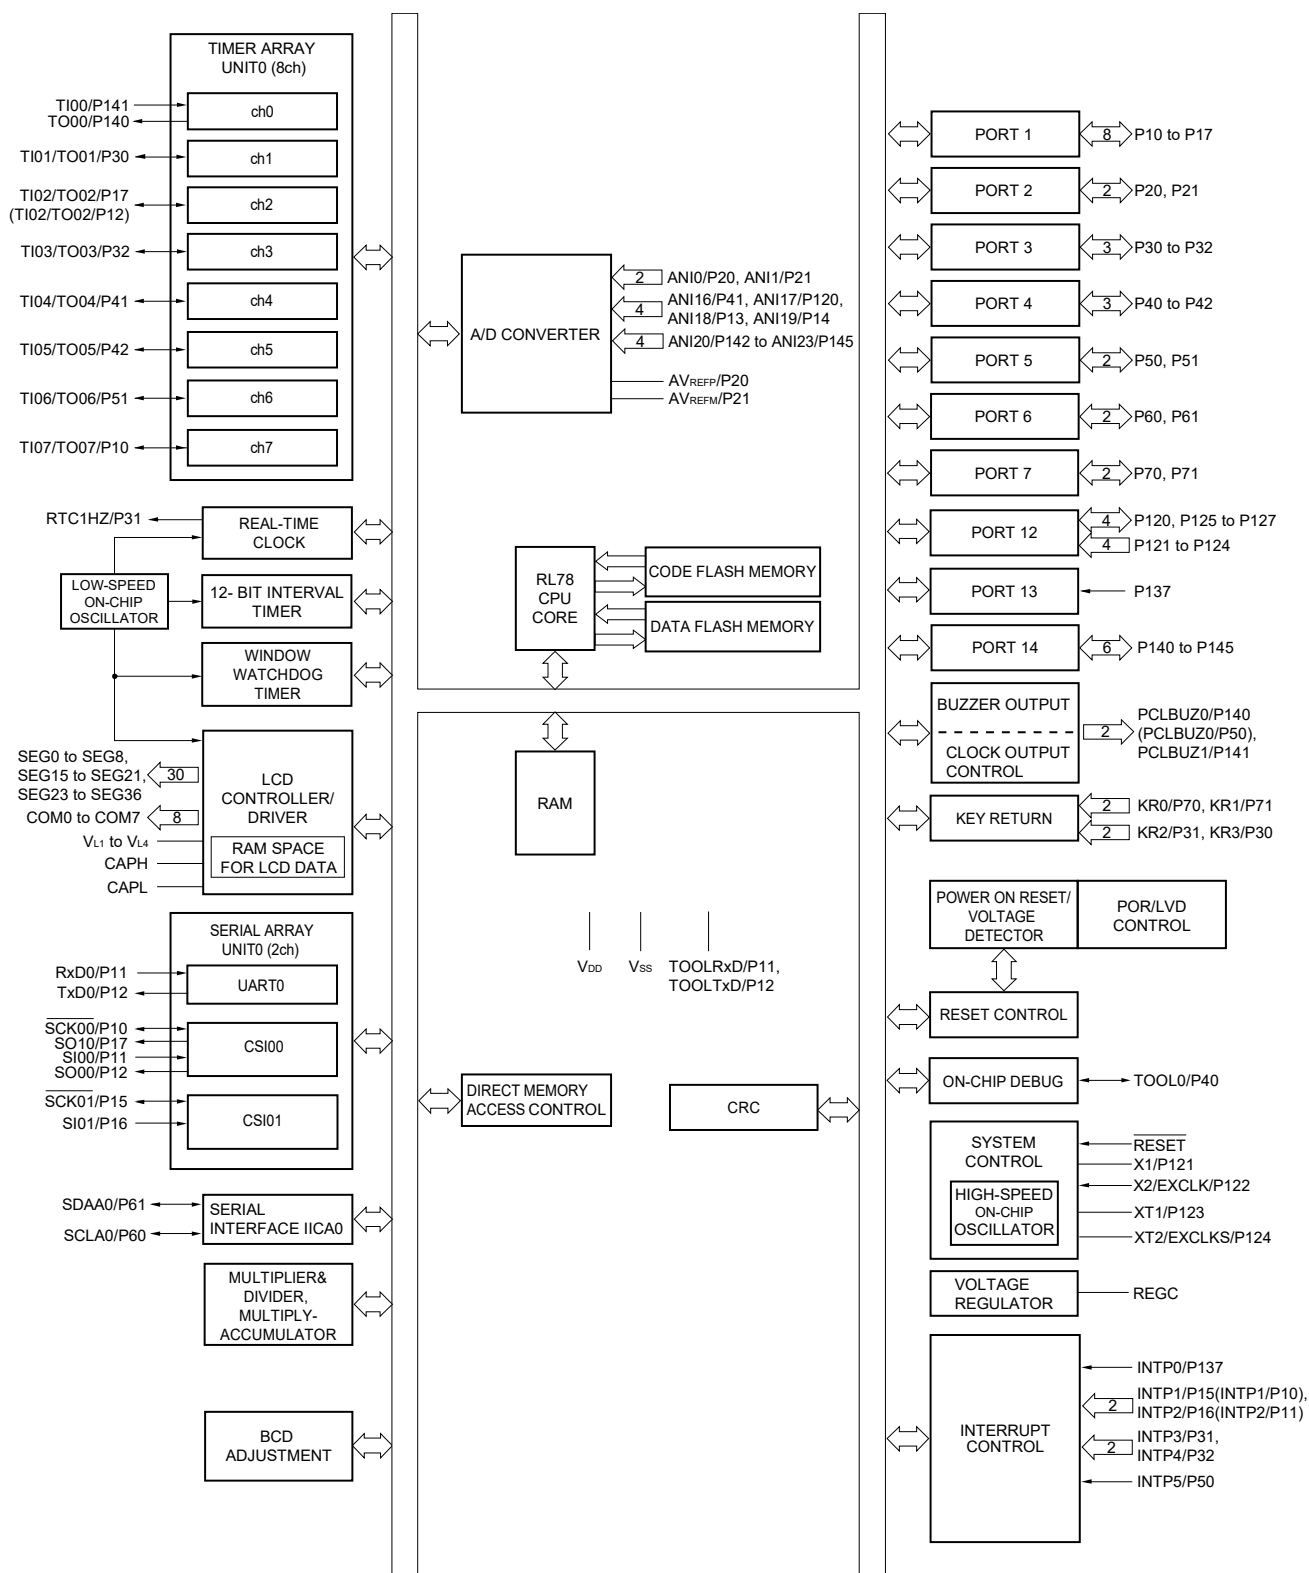 TIMER ARRAY
UNIT0 (8ch)
TI00/P141
TO00/P140
ch0
TI01/TO01/P30
ch1
TI02/TO02/P17
(TI02/TO02/P12)
ch2
TI03/TO03/P32
ch3
TI04/TO04/P41
ch4
TI05/TO05/P42
ch5
TI06/TO06/P51
ch6
TI07/TO07/P10
ch7
RTC1HZ/P31
REAL-TIME
CLOCK
LOW-SPEED
ON-CHIP
OSCILLATOR
12- BIT INTERVAL
TIMER
WINDOW
WATCHDOG
TIMER
SEG0 to SEG8,
SEG15 to SEG21,
SEG23 to SEG36
30
COM0 to COM7
8
VL1 to VL4
CAPH
CAPL
LCD
CONTROLLER/
DRIVER
RAM SPACE
FOR LCD DATA
SERIAL ARRAY
UNIT0 (2ch)
RxD0/P11
TxD0/P12
UART0
SCK00/P10
SO10/P17
SI00/P11
SO00/P12
CSI00
SCK01/P15
SI01/P16
CSI01
SDAA0/P61
SCLA0/P60
SERIAL
INTERFACE IICA0
MULTIPLIER&
DIVIDER,
MULTIPLY-
ACCUMULATOR
BCD
ADJUSTMENT
A/D CONVERTER
2
ANI0/P20, ANI1/P21
4
ANI16/P41, ANI17/P120,
ANI18/P13, ANI19/P14
4
ANI20/P142 to ANI23/P145
AVREFP/P20
AVREFM/P21
RL78
CPU
CORE
CODE FLASH MEMORY
DATA FLASH MEMORY
RAM
VDD
VSS
TOOLRxD/P11,
TOOLTxD/P12
DIRECT MEMORY
ACCESS CONTROL
CRC
PORT 1
8
P10 to P17
PORT 2
2
P20, P21
PORT 3
3
P30 to P32
PORT 4
3
P40 to P42
PORT 5
2
P50, P51
PORT 6
2
P60, P61
PORT 7
2
P70, P71
PORT 12
4
P120, P125 to P127
4
P121 to P124
PORT 13
P137
PORT 14
6
P140 to P145
BUZZER OUTPUT
CLOCK OUTPUT
CONTROL
2
PCLBUZ0/P140
(PCLBUZ0/P50),
PCLBUZ1/P141
KEY RETURN
2
KR0/P70, KR1/P71
2
KR2/P31, KR3/P30
POWER ON RESET/
VOLTAGE
DETECTOR
POR/LVD
CONTROL
RESET CONTROL
ON-CHIP DEBUG
TOOL0/P40
SYSTEM
CONTROL
HIGH-SPEED
ON-CHIP
OSCILLATOR
RESET
X1/P121
X2/EXCLK/P122
XT1/P123
XT2/EXCLKS/P124
VOLTAGE
REGULATOR
REGC
INTERRUPT
CONTROL
INTP0/P137
2
INTP1/P15(INTP1/P10),
INTP2/P16(INTP2/P11)
2
INTP3/P31,
INTP4/P32
INTP5/P50